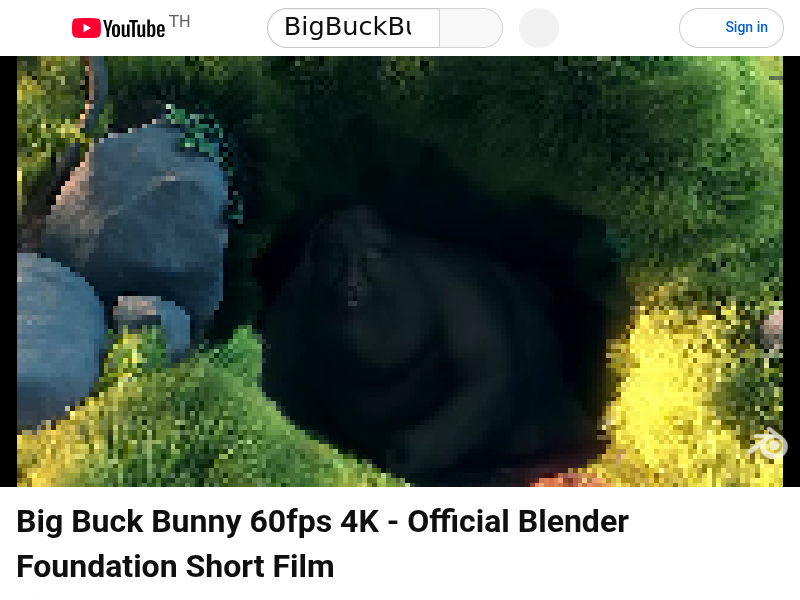 YouTube TH
BigBuckBu
Sign in
Big Buck Bunny 60fps 4K - Official Blender
Foundation Short Film